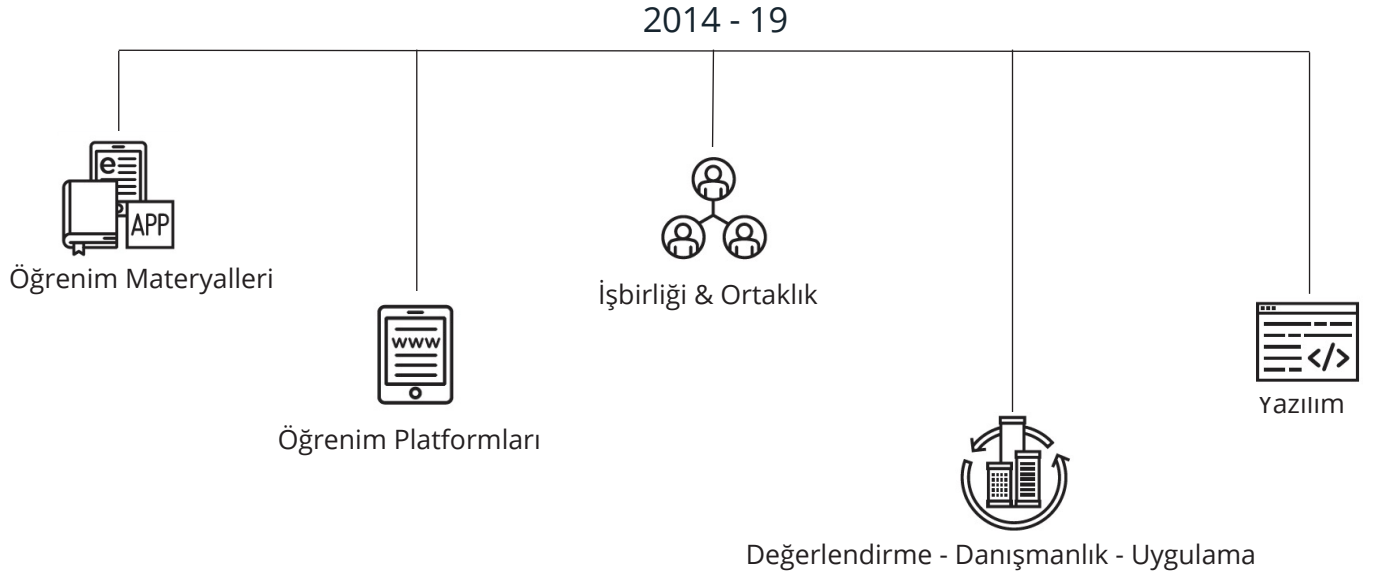 2014 - 19
e
APP
Öğrenim Materyalleri
www
Öğrenim Platformları
İşbirliği & Ortaklık
Değerlendirme - Danışmanlık - Uygulama
</>
Yazılım